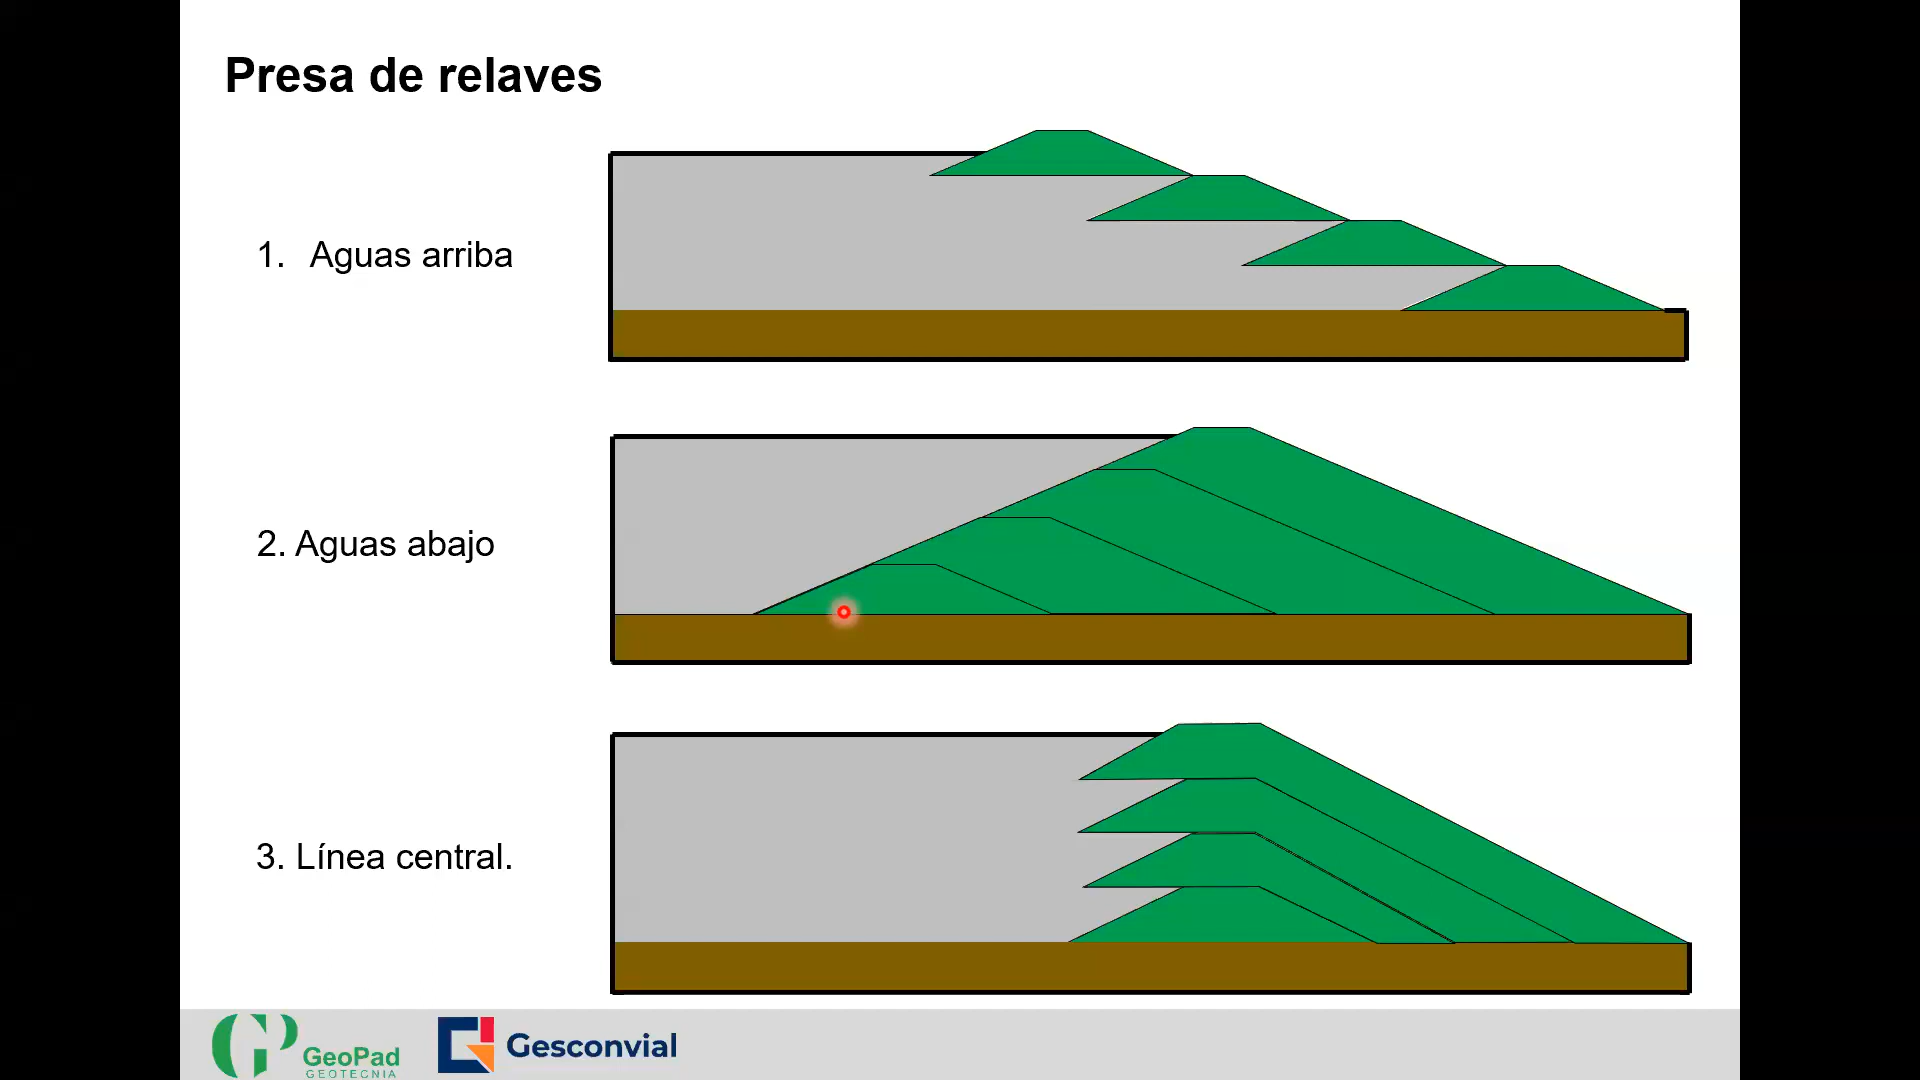 Presa de relaves
1. Aguas arriba
2. Aguas abajo
3. Línea central.
GeoPad
GEOTECNIA
Gesconvial